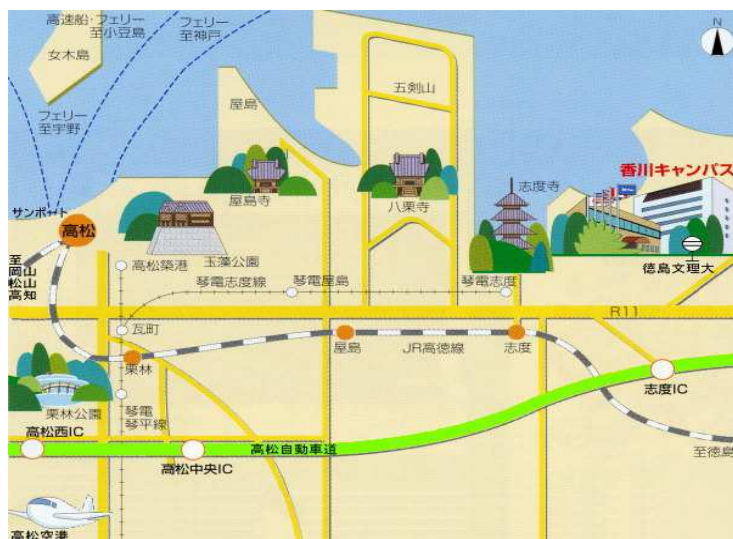 高速船・フェリー
至小豆島
フェリー
至神戸
N
女木島
五剣山
屋島
フェリー
至宇野
志度寺
香川キャンパス
サンポート
屋島寺
八栗寺
高松
徳島文理大
至
岡山
松山
高知
高松築港
玉藻公園
琴電志度線
琴電屋島
琴電志度
R11
瓦町
屋島
JR高徳線
志度
栗林
志度IC
栗林公園
琴電
琴平線
高松西IC
高松自動車道
至徳島
高松中央IC
高松空港